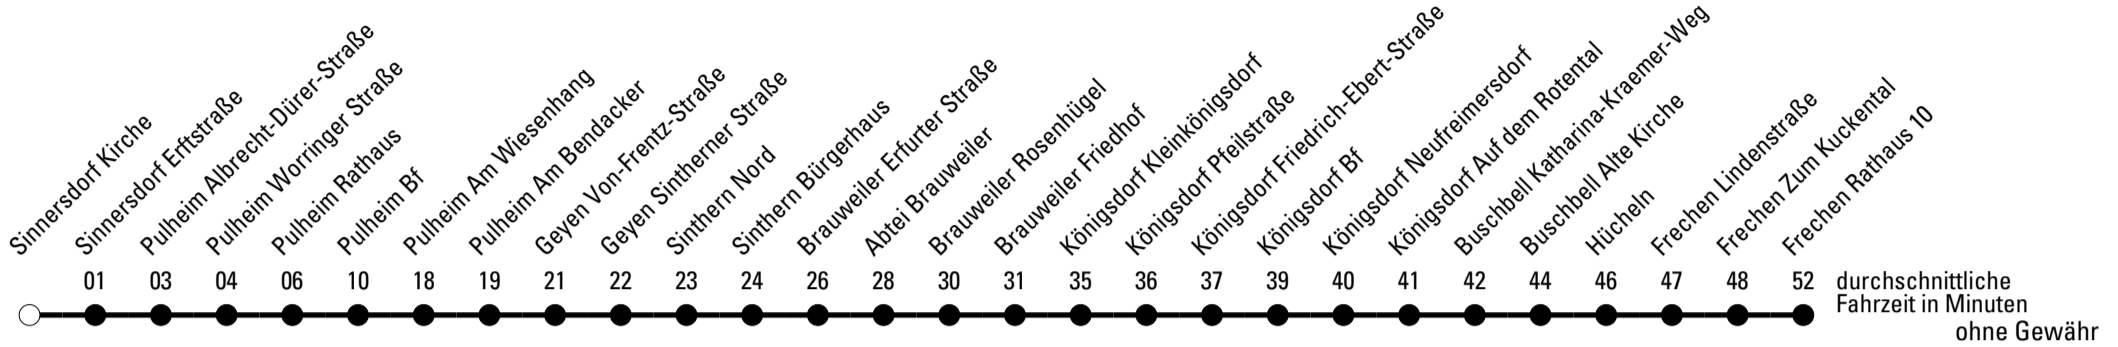 Sinnersdorf Kirche
Sinnersdorf Erftstraße
Pulheim Albrecht-Dürer-Straße
Pulheim Worringer Straße
Pulheim Rathaus
Pulheim Bf
Pulheim Am Wiesenhang
Pulheim Am Bendacker
Geyen Von-Frentz-Straße
Geyen Sintherner Straße
Sinthern Nord
Sinthern Bürgerhaus
Brauweiler Erfurter Straße
Abtei Brauweiler
Brauweiler Rosenhügel
Brauweiler Friedhof
Königsdorf Kleinkönigsdorf
Königsdorf Pfeilstraße
Königsdorf Friedrich-Ebert-Straße
Königsdorf Bf
Königsdorf Neufreimersdorf
Königsdorf Auf dem Rotental
Buschbell Katharina-Kraemer-Weg
Buschbell Alte Kirche
Hücheln
Frechen Lindenstraße
Frechen Zum Kuckental
Frechen Rathaus 10
01 03 04 06 10 18 19 21 22 23 24 26 28 30 31 35 36 37 39 40 41 42 44 46 47 48 52 durchschnittliche
Fahrzeit in Minuten
ohne Gewähr